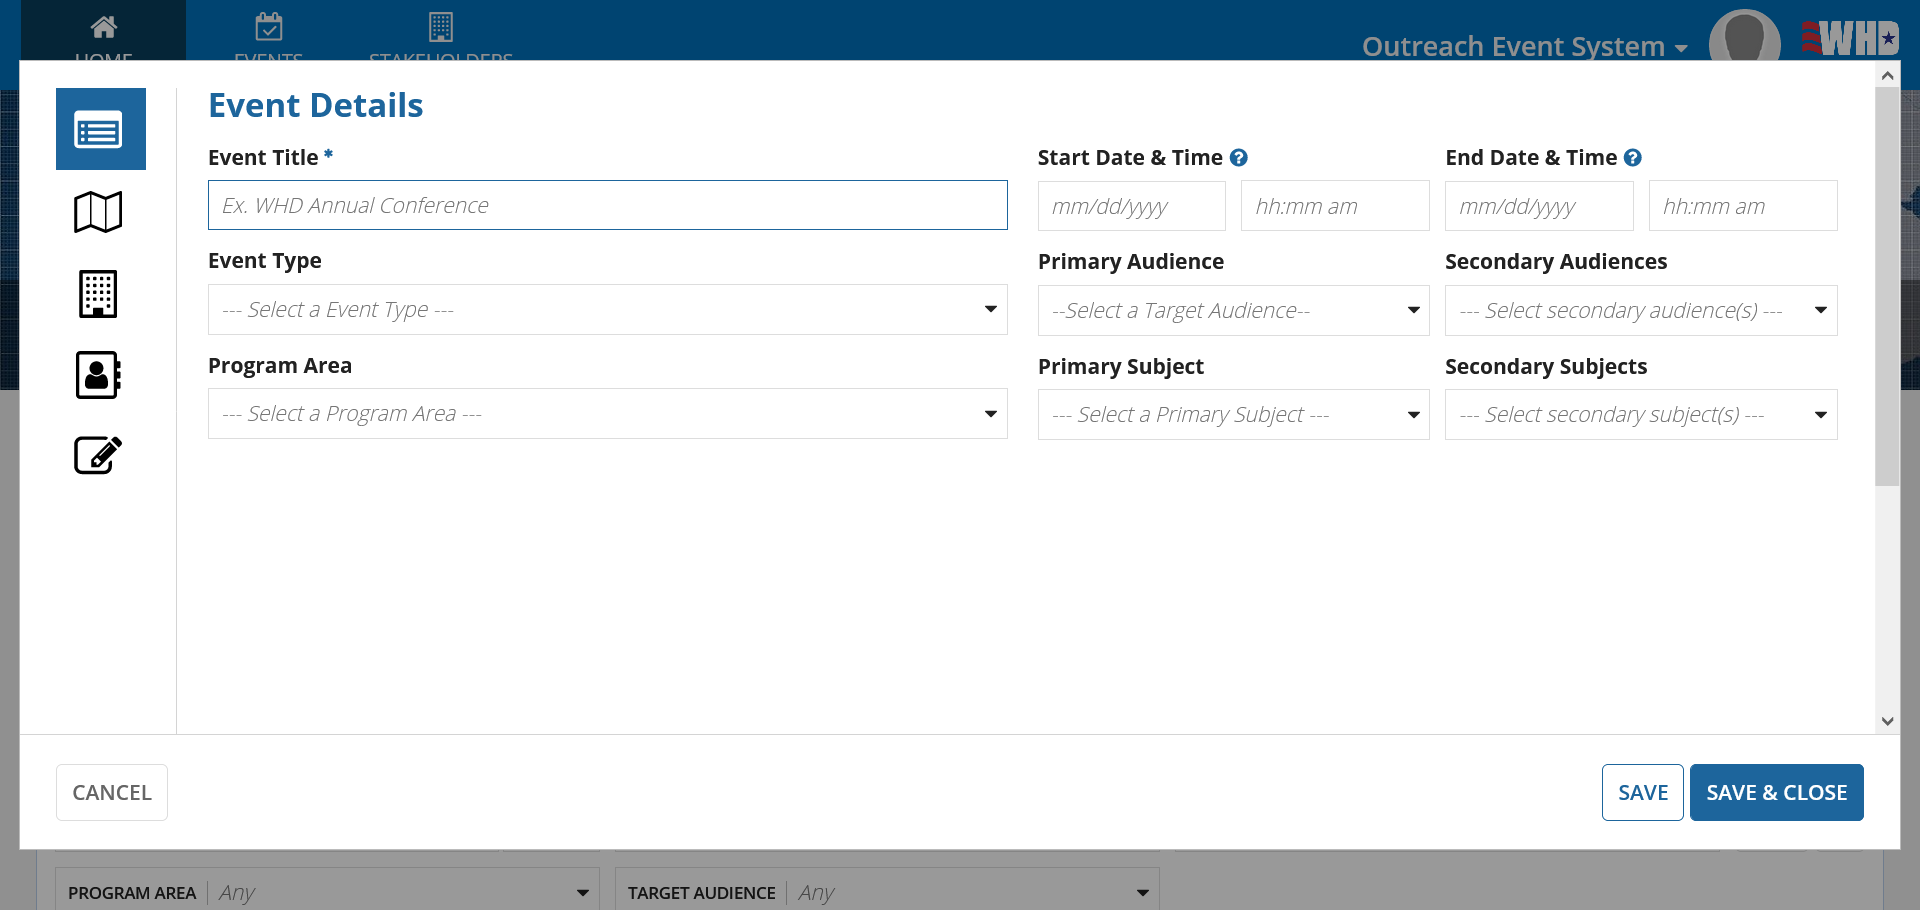 HOME
EVENTS
STAKEHOLDERS
Outreach Event System
WHD
Event Details
Event Title *
Start Date & Time
End Date & Time
Ex. WHD Annual Conference
mm/dd/yyyy
hh:mm am
mm/dd/yyyy
hh:mm am
Event Type
Primary Audience
Secondary Audiences
--- Select a Event Type ---
--Select a Target Audience--
--- Select secondary audience(s) ---
Program Area
Primary Subject
Secondary Subjects
--- Select a Program Area ---
--- Select a Primary Subject ---
--- Select secondary subject(s) ---
CANCEL
SAVE
SAVE & CLOSE
PROGRAM AREA
Any
TARGET AUDIENCE
Any